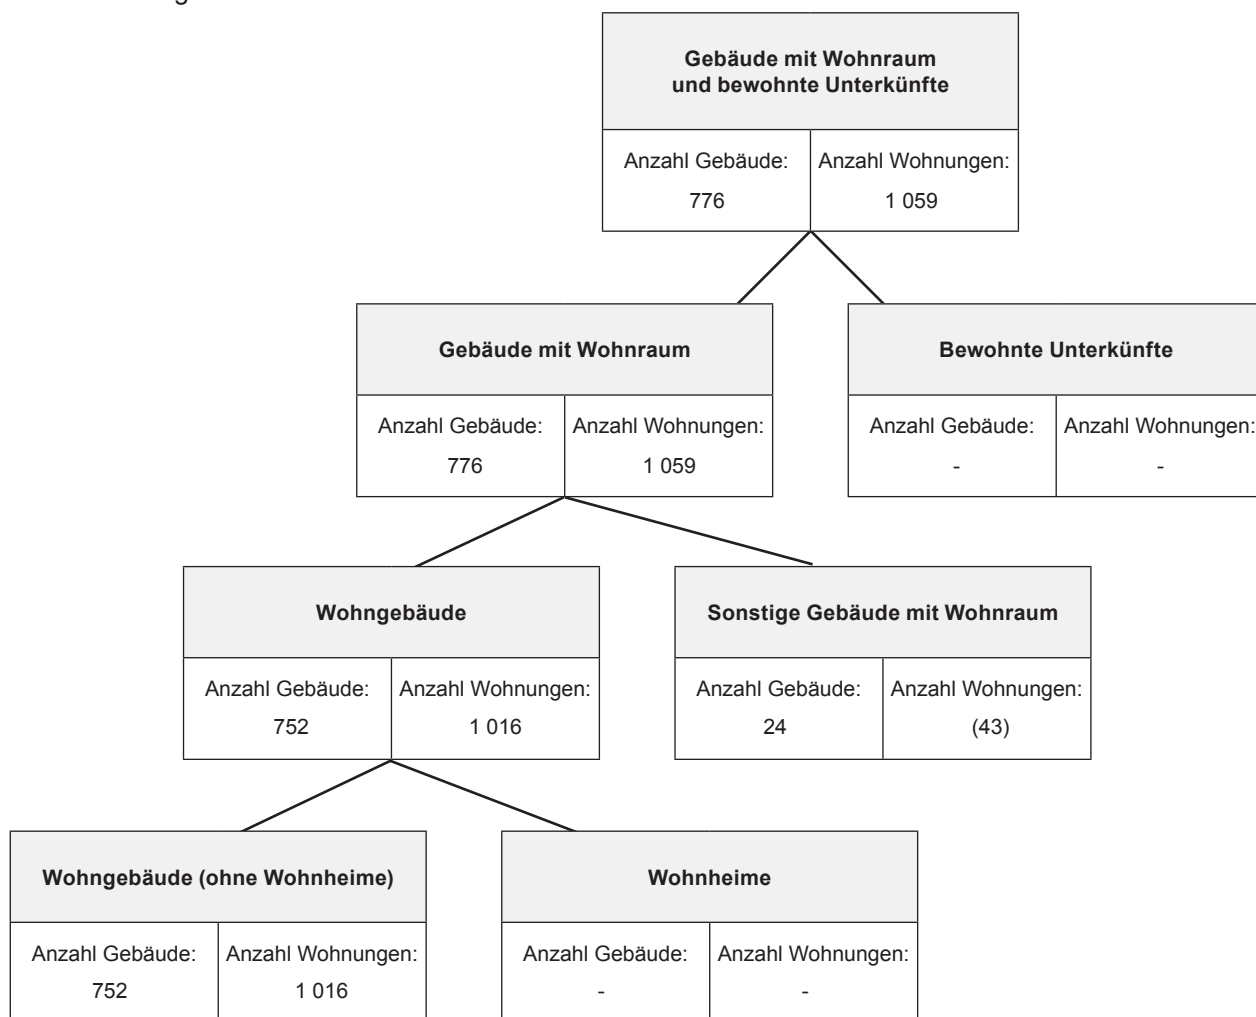 Gebäude mit Wohnraum
und bewohnte Unterkünfte
Anzahl Gebäude: Anzahl Wohnungen:
776 1 059
Gebäude mit Wohnraum
Anzahl Gebäude: Anzahl Wohnungen:
776 1 059
Bewohnte Unterkünfte
Anzahl Gebäude: Anzahl Wohnungen:
- -
Wohngebäude
Anzahl Gebäude: Anzahl Wohnungen:
752 1 016
Sonstige Gebäude mit Wohnraum
Anzahl Gebäude: Anzahl Wohnungen:
24 (43)
Wohngebäude (ohne Wohnheime)
Anzahl Gebäude: Anzahl Wohnungen:
752 1 016
Wohnheime
Anzahl Gebäude: Anzahl Wohnungen:
- -